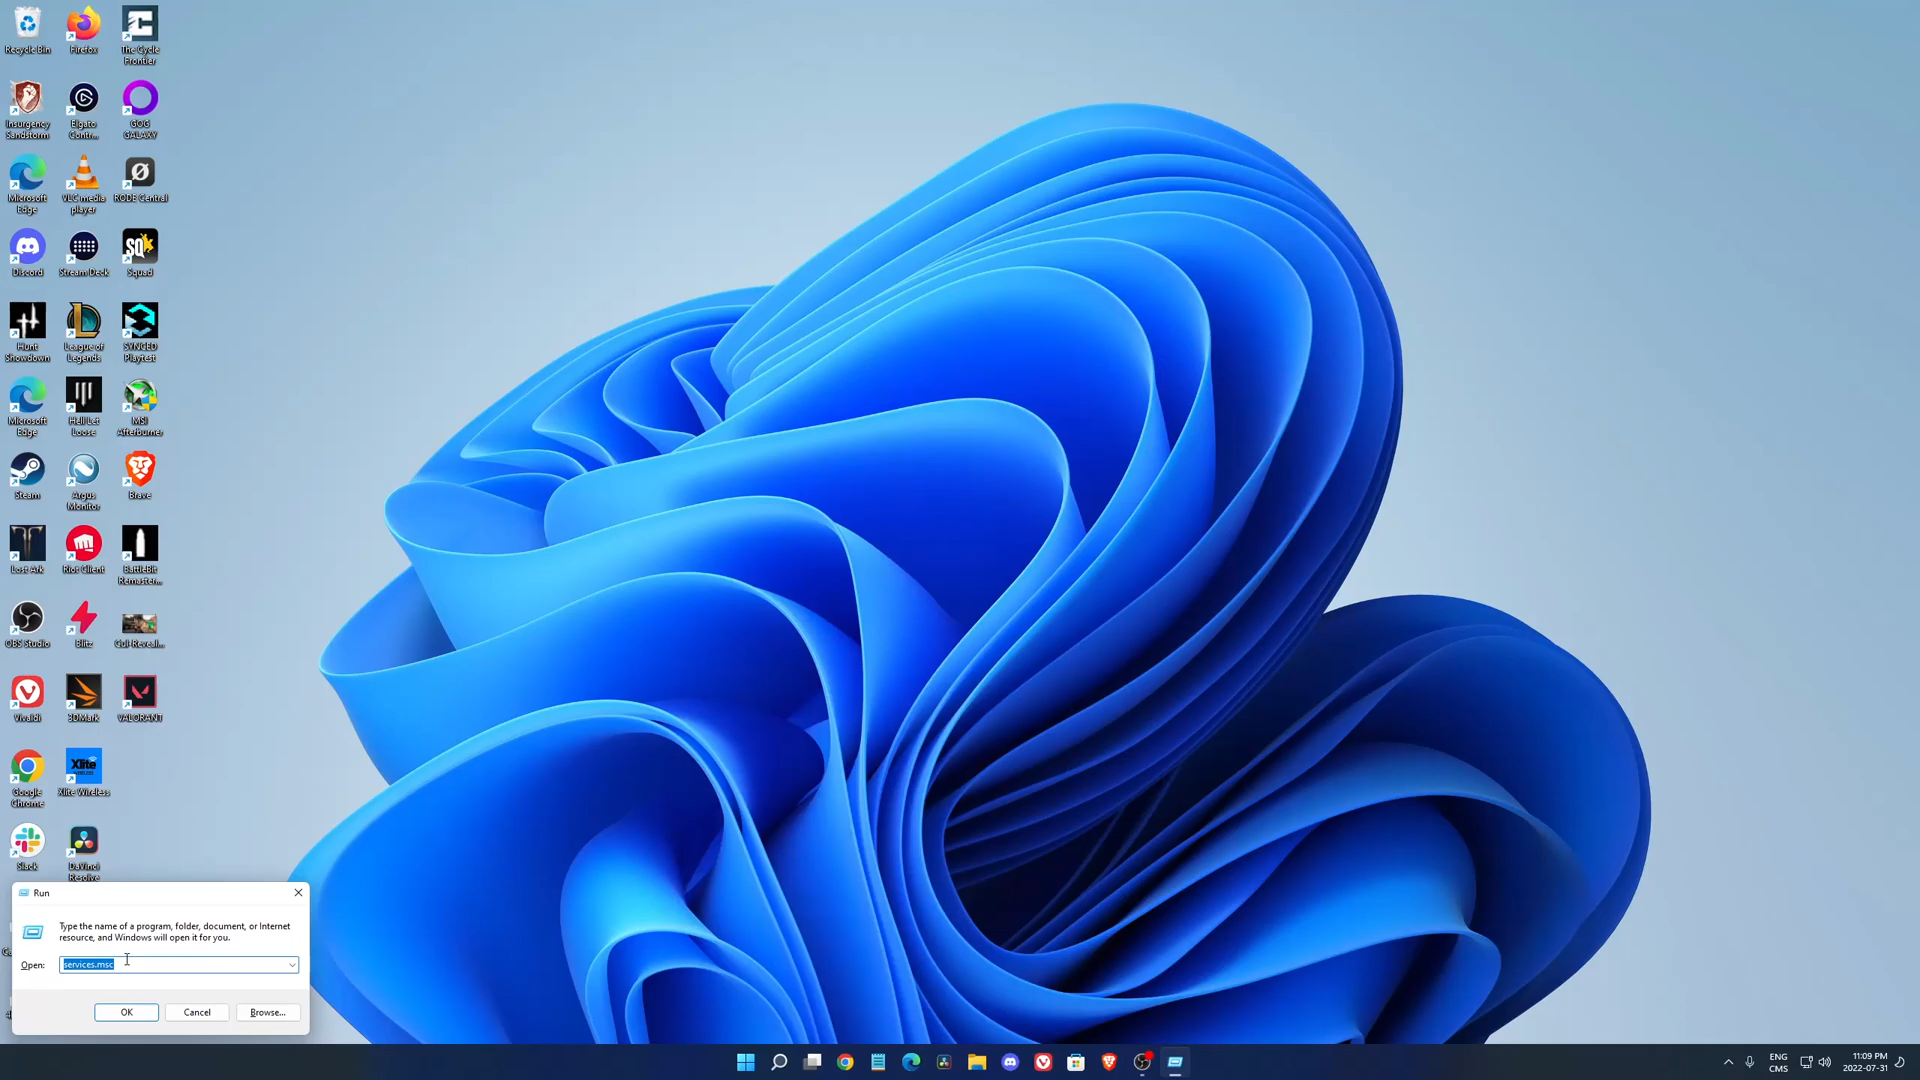 Recycle Bin
Firefox
The Cycle
Frontier
Insurgency
Sandstorm
Elgato
Contr...
GOG
GALAXY
Microsoft
Edge
VLC media
player
RODE Central
Discord
Stream Deck
SQ
Squad
Hunt
Showdown
League of
Legends
SYNCED
Playtest
Microsoft
Edge
Hell Let
Loose
MSI
Afterburner
Steam
Argus
Monitor
Brave
Lost Ark
Riot Client
BattleBit
Remaster...
OBS Studio
Blitz
Vivaldi
3DMark
VALORANT
Google
Chrome
Xlite
Xlite Wireless
Slack
DaVinci
Resolve
Run
Type the name of a program, folder, document, or Internet
resource, and Windows will open it for you.
Open:
services.msc
OK
Cancel
Browse...
ENG
CMS
11:09 PM
2022-07-31